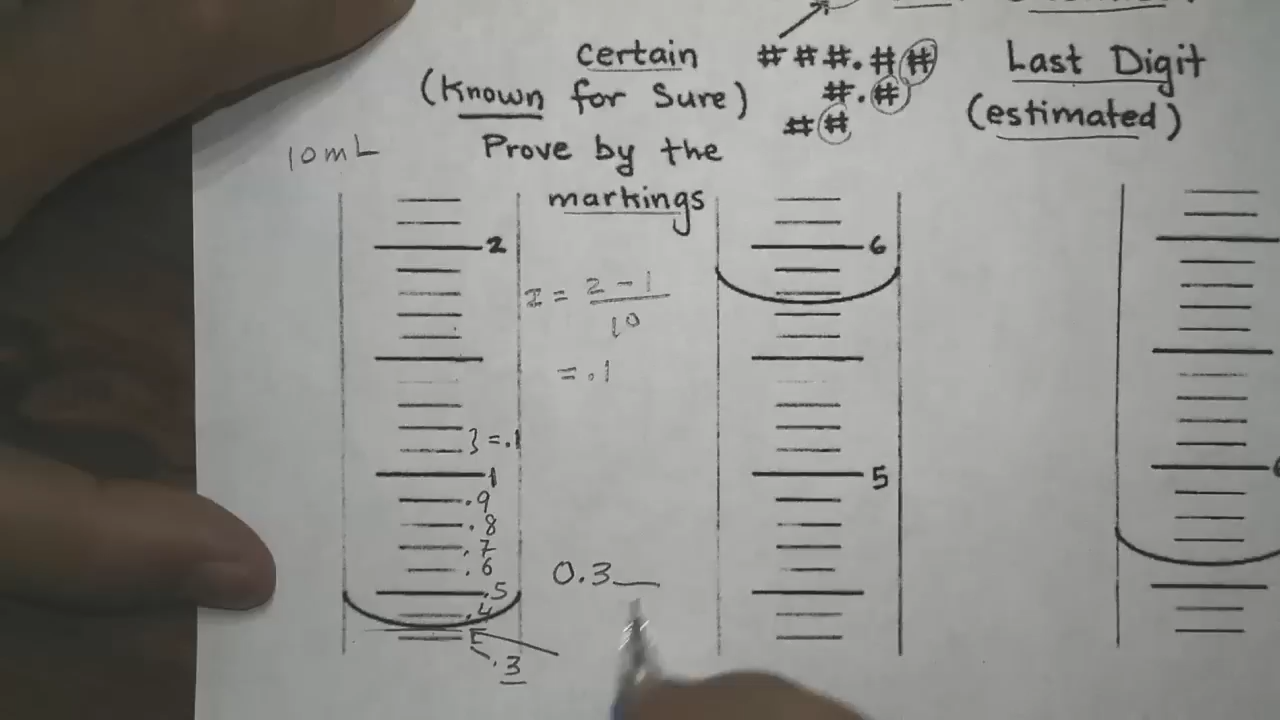 certain
(Known for Sure)
Prove by the
markings
###.##
#.#
##
Last Digit
(estimated)
10mL
2
I = 2-1
10
= .1
} = .1
1
.9
.8
.7
.6
.5
.4
.3
0.3__
6
5